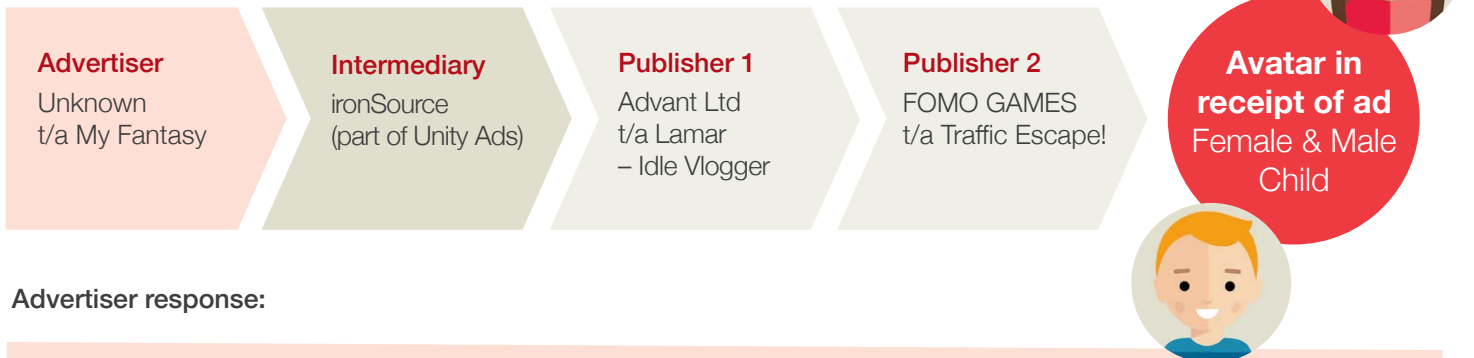 Advertiser
Unknown
t/a My Fantasy
Intermediary
ironSource
(part of Unity Ads)
Publisher 1
Advant Ltd
t/a Lamar
– Idle Vlogger
Publisher 2
FOMO GAMES
t/a Traffic Escape!
Avatar in
receipt of ad
Female & Male
Child
Advertiser response: